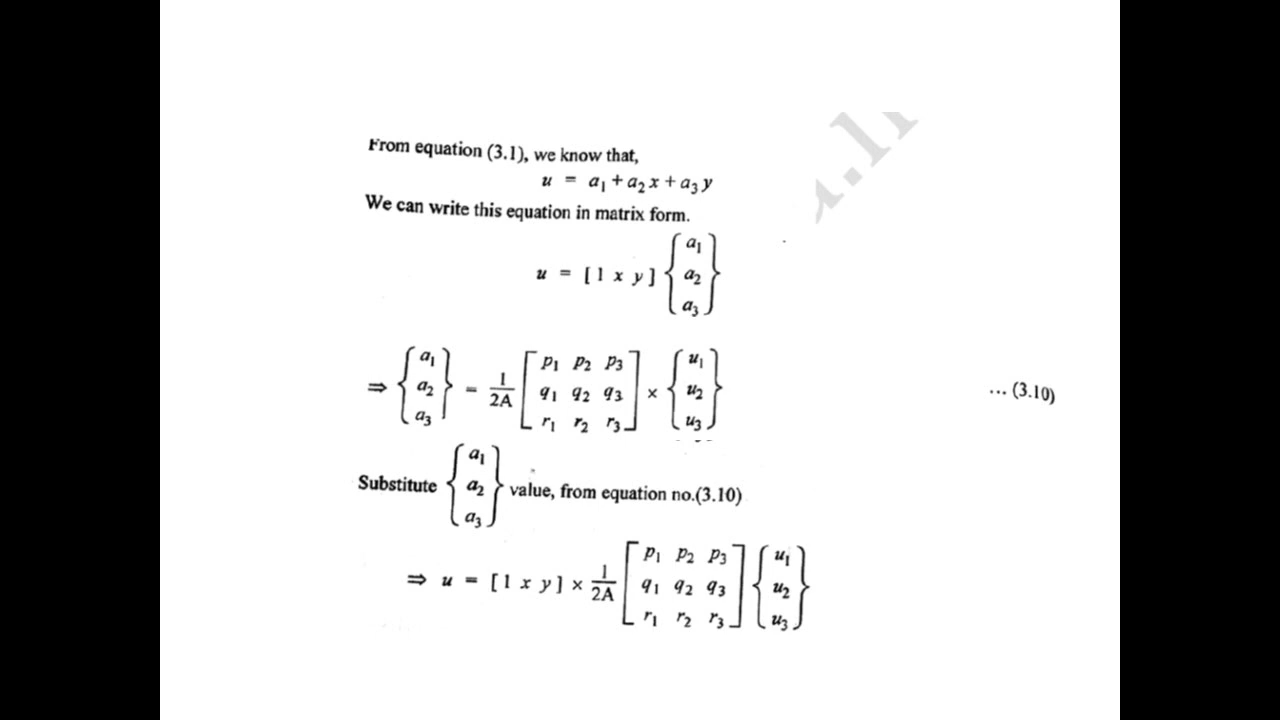 From equation (3.1), we know that,
u = a₁ + a₂ x + a₃ y
We can write this equation in matrix form.
u = [ 1 x y ] { a₁ a₂ a₃ }
⇒ { a₁ a₂ a₃ } = 1/2A [ p₁ p₂ p₃ q₁ q₂ q₃ r₁ r₂ r₃ ] × { u₁ u₂ u₃ } ... (3.10)
Substitute { a₁ a₂ a₃ } value, from equation no.(3.10)
⇒ u = [ 1 x y ] × 1/2A [ p₁ p₂ p₃ q₁ q₂ q₃ r₁ r₂ r₃ ] { u₁ u₂ u₃ }